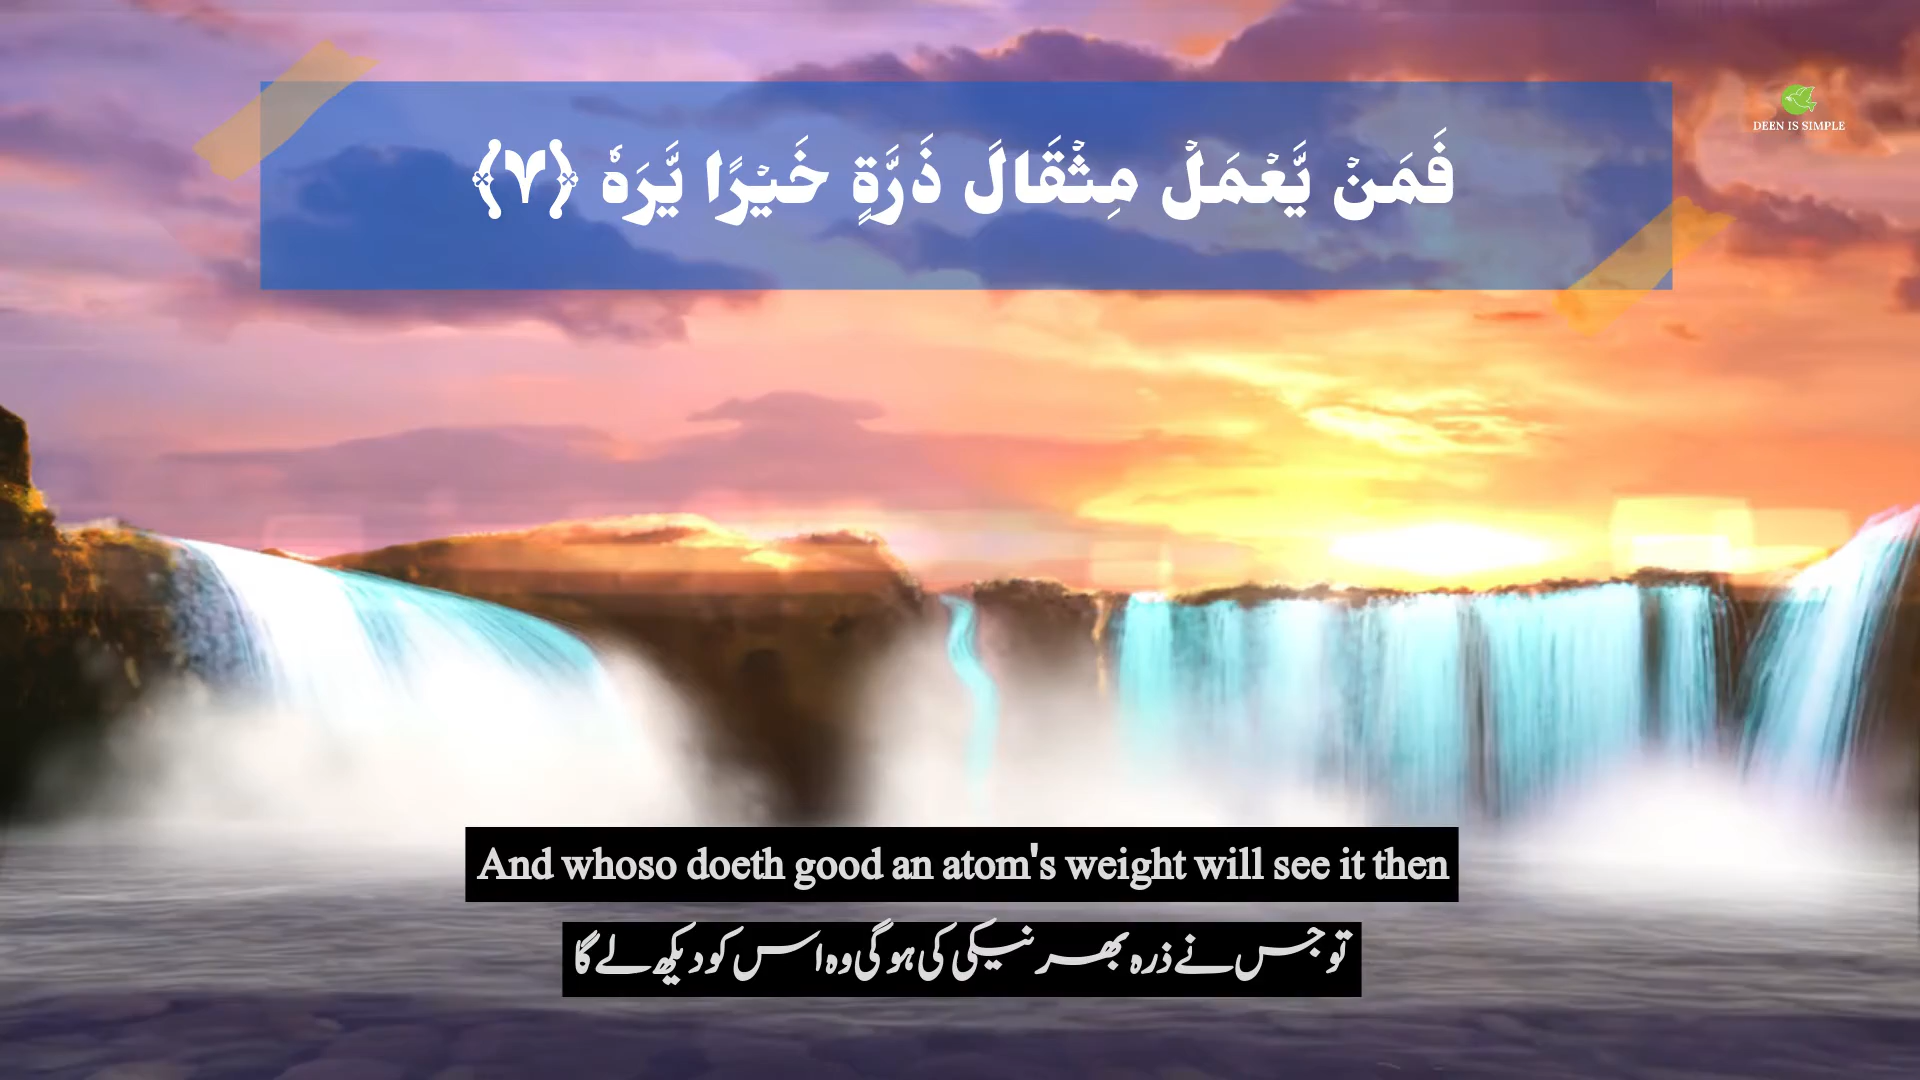 فَمَنۡ يَّعۡمَلۡ مِثۡقَالَ ذَرَّةٍ خَيۡرًا يَّرَهٗ ﴿۷﴾
DEEN IS SIMPLE
And whoso doeth good an atom's weight will see it then
تو جس نے ذرہ بھر نیکی کی ہو گی وہ اس کو دیکھ لے گا